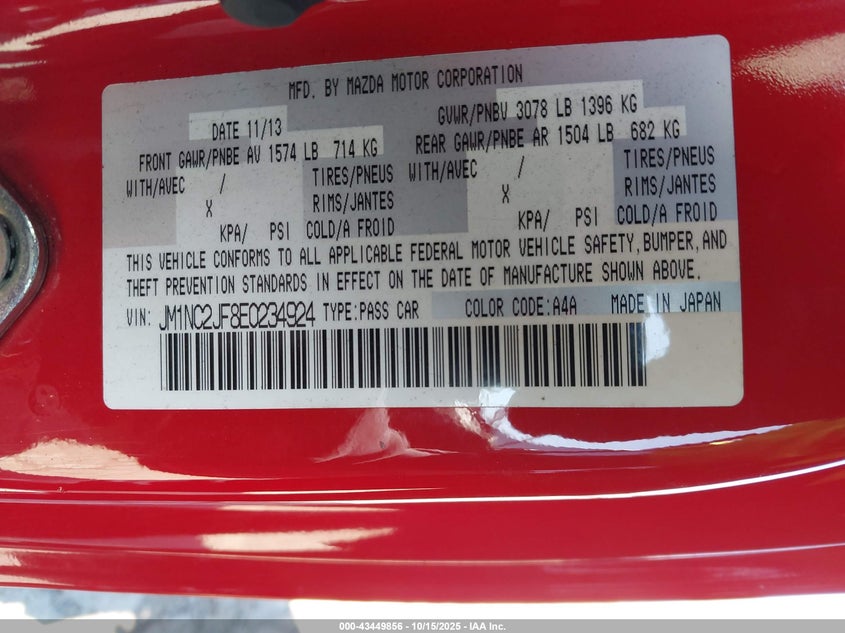 MFD. BY MAZDA MOTOR CORPORATION
DATE 11/13 GVWR/PNBV 3078 LB 1396 KG
FRONT GAWR/PNBE AV 1574 LB 714 KG REAR GAWR/PNBE AR 1504 LB 682 KG
WITH/AVEC / TIRES/PNEUS WITH/AVEC / TIRES/PNEUS
X RIMS/JANTES X RIMS/JANTES
KPA/ PSI COLD/A FROID KPA/ PSI COLD/A FROID
THIS VEHICLE CONFORMS TO ALL APPLICABLE FEDERAL MOTOR VEHICLE SAFETY, BUMPER, AND
THEFT PREVENTION STANDARDS IN EFFECT ON THE DATE OF MANUFACTURE SHOWN ABOVE.
VIN: JM1NC2JF8E0234924 TYPE:PASS CAR COLOR CODE:A4A MADE IN JAPAN
000-43449856 - 10/15/2025 - IAA Inc.